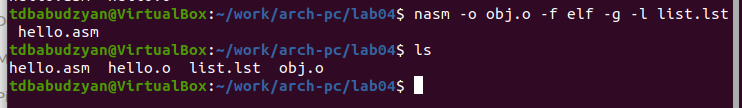 tdbabudzyan@VirtualBox:~/work/arch-pc/lab04$ nasm -o obj.o -f elf -g -l list.lst
hello.asm
tdbabudzyan@VirtualBox:~/work/arch-pc/lab04$ ls
hello.asm  hello.o  list.lst  obj.o
tdbabudzyan@VirtualBox:~/work/arch-pc/lab04$